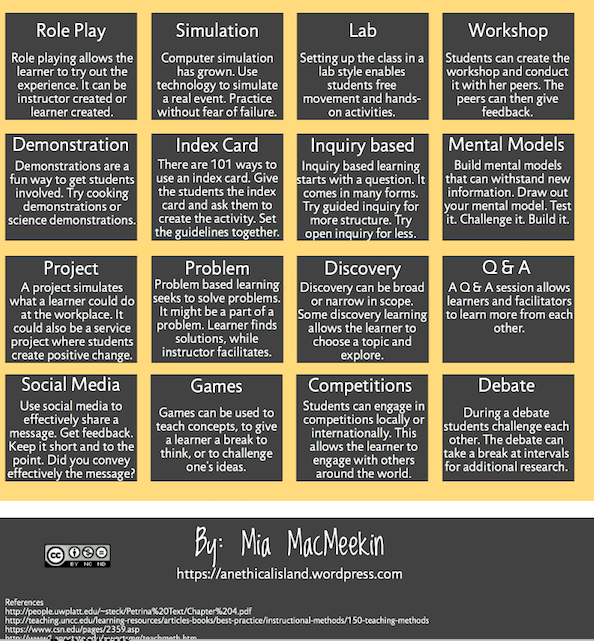 Role Play
Role playing allows the
learner to try out the
experience. It can be
instructor created or
learner created.
Simulation
Computer simulation
has grown. Use
technology to simulate
a real event. Practice
without fear of failure.
Lab
Setting up the class in a
lab style enables
students free
movement and hands-
on activities.
Workshop
Students can create the
workshop and conduct
it with her peers. The
peers can then give
feedback.
Demonstration
Demonstrations are a
fun way to get students
involved. Try cooking
demonstrations or
science demonstrations.
Index Card
There are 101 ways to
use an index card. Give
the students the index
card and ask them to
create the activity. Set
the guidelines together.
Inquiry based
Inquiry based learning
starts with a question. It
comes in many forms.
Try guided inquiry for
more structure. Try
open inquiry for less.
Mental Models
Build mental models
that can withstand new
information. Draw out
your mental model. Test
it. Challenge it. Build it.
Project
A project simulates
what a learner could do
at the workplace. It
could also be a service
project where students
create positive change.
Problem
Problem based learning
seeks to solve problems.
It might be a part of a
problem. Learner finds
solutions, while
instructor facilitates.
Discovery
Discovery can be broad
or narrow in scope.
Some discovery learning
allows the learner to
choose a topic and
explore.
Q & A
A Q & A session allows
learners and facilitators
to learn more from each
other.
Social Media
Use social media to
effectively share a
message. Get feedback.
Keep it short and to the
point. Did you convey
effectively the message?
Games
Games can be used to
teach concepts, to give
a learner a break to
think, or to challenge
one's ideas.
Competitions
Students can engage in
competitions locally or
internationally. This
allows the learner to
engage with others
around the world.
Debate
During a debate
students challenge each
other. The debate can
take a break at intervals
for additional research.
CC
BY NC ND
By: Mia MacMeekin
https://anethicalisland.wordpress.com
References
http://people.uwplatt.edu/~steck/Petrina%20Text/Chapter%204.pdf
http://teaching.uncc.edu/learning-resources/articles-books/best-practice/instructional-methods/150-teaching-methods
https://www.csn.edu/pages/2359.asp